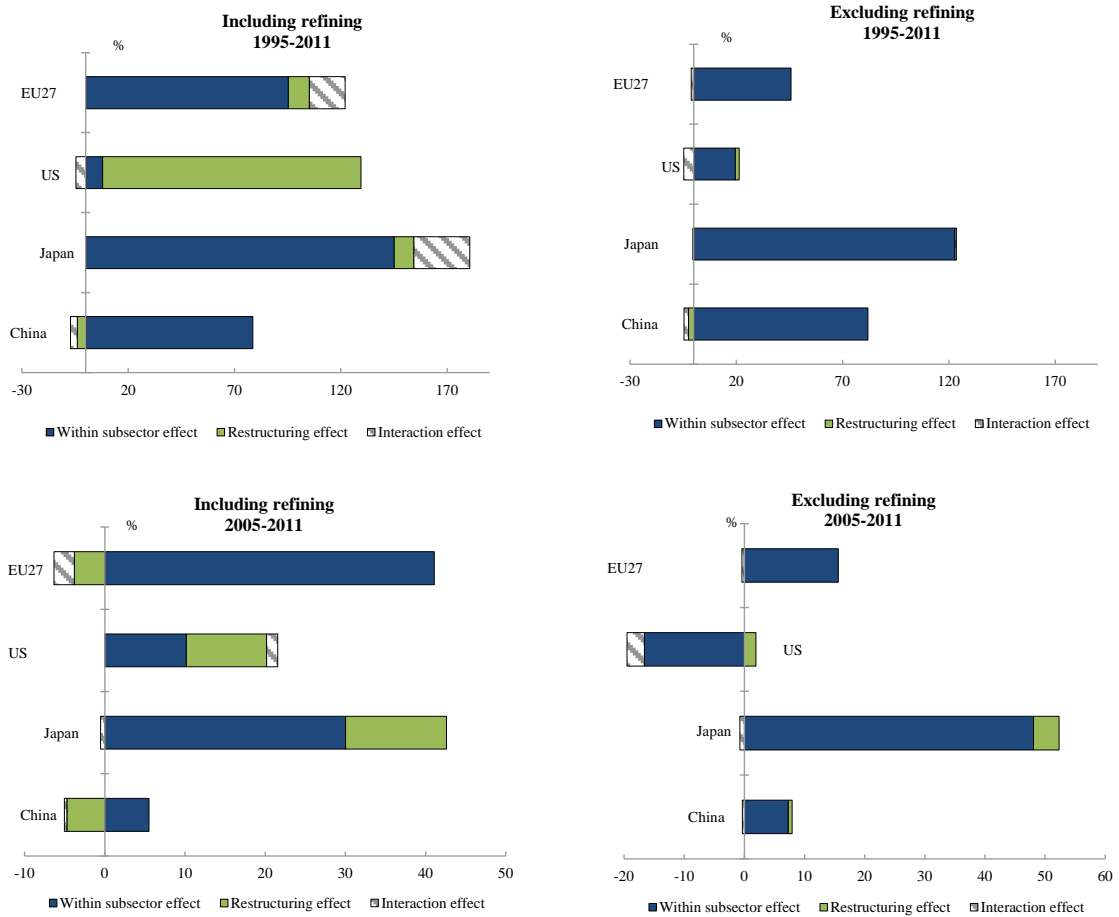 Including refining
1995-2011
%
EU27
US
Japan
China
-30 20 70 120 170
Within subsector effect Restructuring effect Interaction effect
Excluding refining
1995-2011
%
EU27
US
Japan
China
-30 20 70 120 170
Within subsector effect Restructuring effect Interaction effect
Including refining
2005-2011
%
EU27
US
Japan
China
-10 0 10 20 30 40 50
Within subsector effect Restructuring effect Interaction effect
Excluding refining
2005-2011
%
EU27
US
Japan
China
-20 -10 0 10 20 30 40 50 60
Within subsector effect Restructuring effect Interaction effect